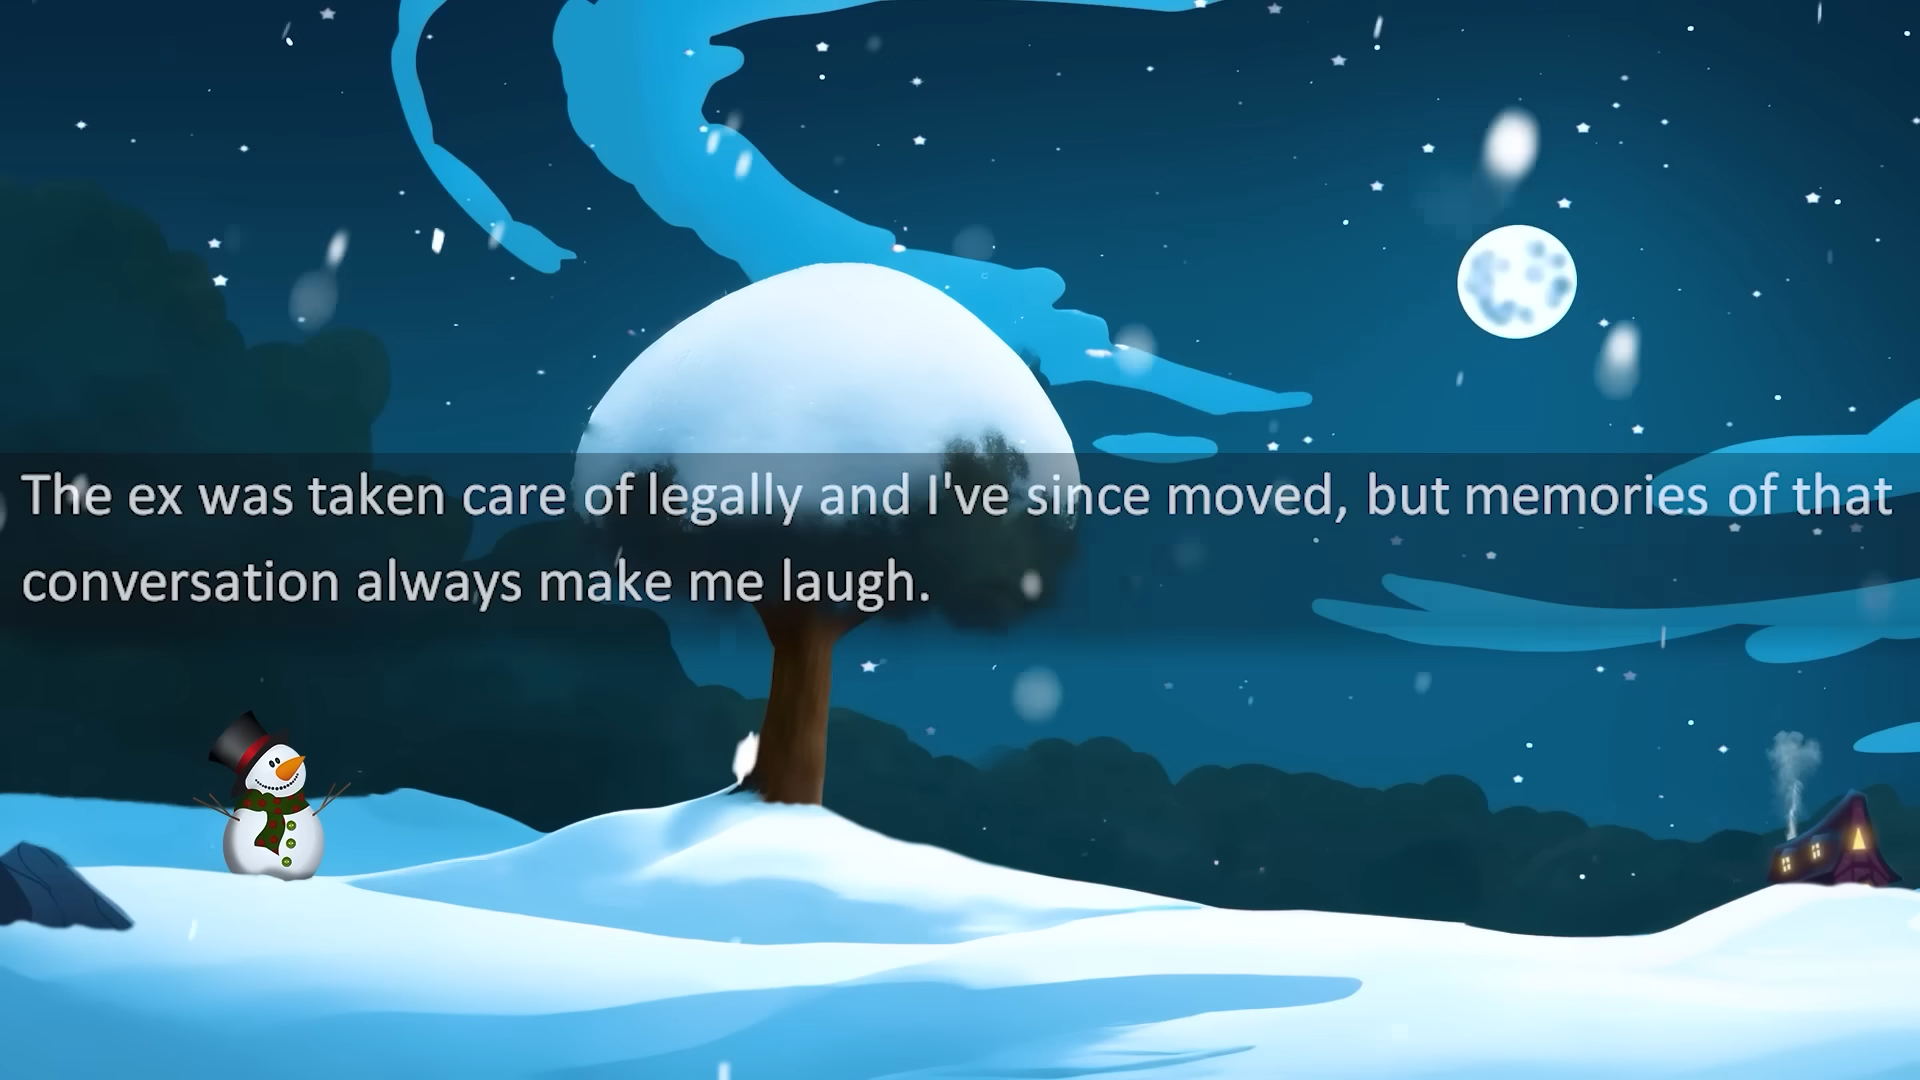 The ex was taken care of legally and I've since moved, but memories of that
conversation always make me laugh.